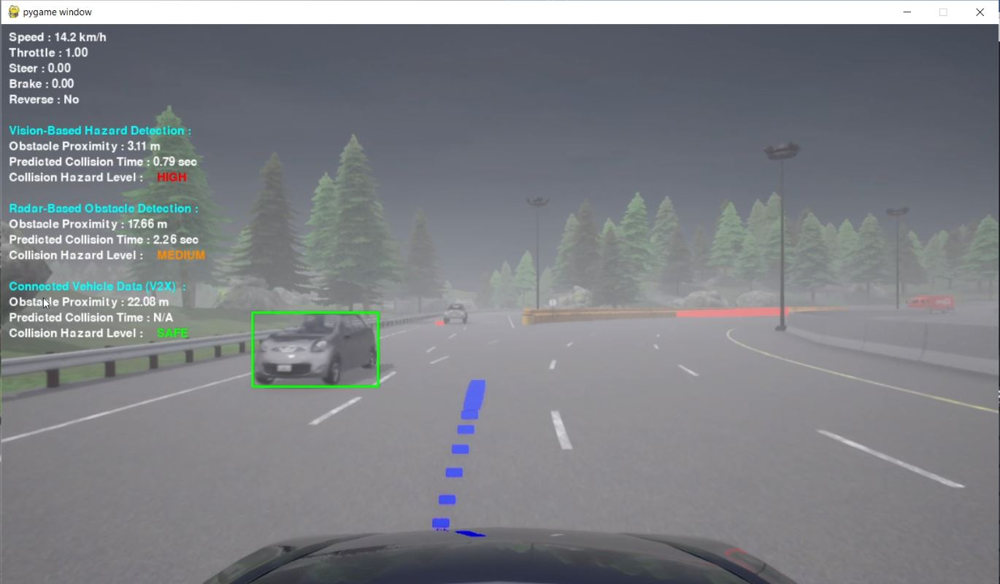 pygame window
Speed : 14.2 km/h
Throttle : 1.00
Steer : 0.00
Brake : 0.00
Reverse : No
Vision-Based Hazard Detection :
Obstacle Proximity : 3.11 m
Predicted Collision Time : 0.79 sec
Collision Hazard Level : HIGH
Radar-Based Obstacle Detection :
Obstacle Proximity : 17.66 m
Predicted Collision Time : 2.26 sec
Collision Hazard Level : MEDIUM
Connected Vehicle Data (V2X) :
Obstacle Proximity : 22.08 m
Predicted Collision Time : N/A
Collision Hazard Level : SAFE